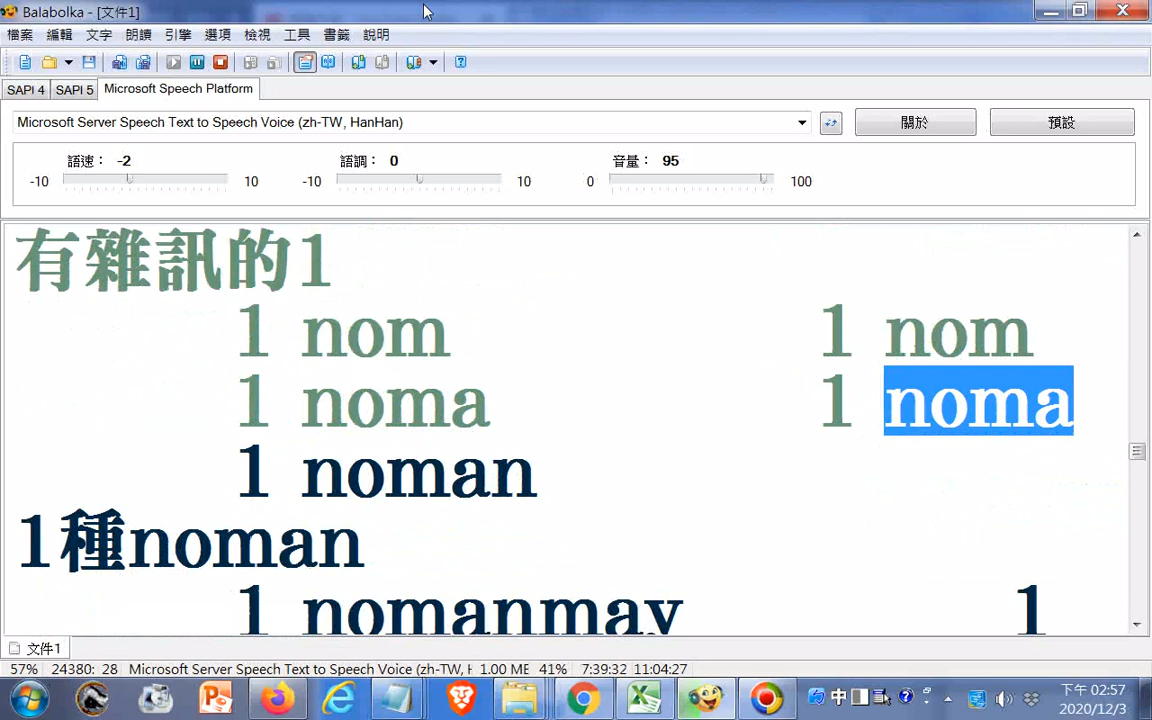 Balabolka - [文件1]
檔案 編輯 文字 朗讀 引擎 選項 檢視 工具 書籤 說明
SAPI 4 SAPI 5 Microsoft Speech Platform
Microsoft Server Speech Text to Speech Voice (zh-TW, HanHan) 關於 預設
語速： -2 語調： 0 音量： 95
-10 10 -10 10 0 100
有雜訊的1
1 nom 1 nom
1 noma 1 noma
1 noman
1種noman
1 nomanmay 1
文件1
57% 24380: 28 Microsoft Server Speech Text to Speech Voice (zh-TW, H 1.00 ME 41% 7:39:32 11:04:27
中 下午 02:57
2020/12/3